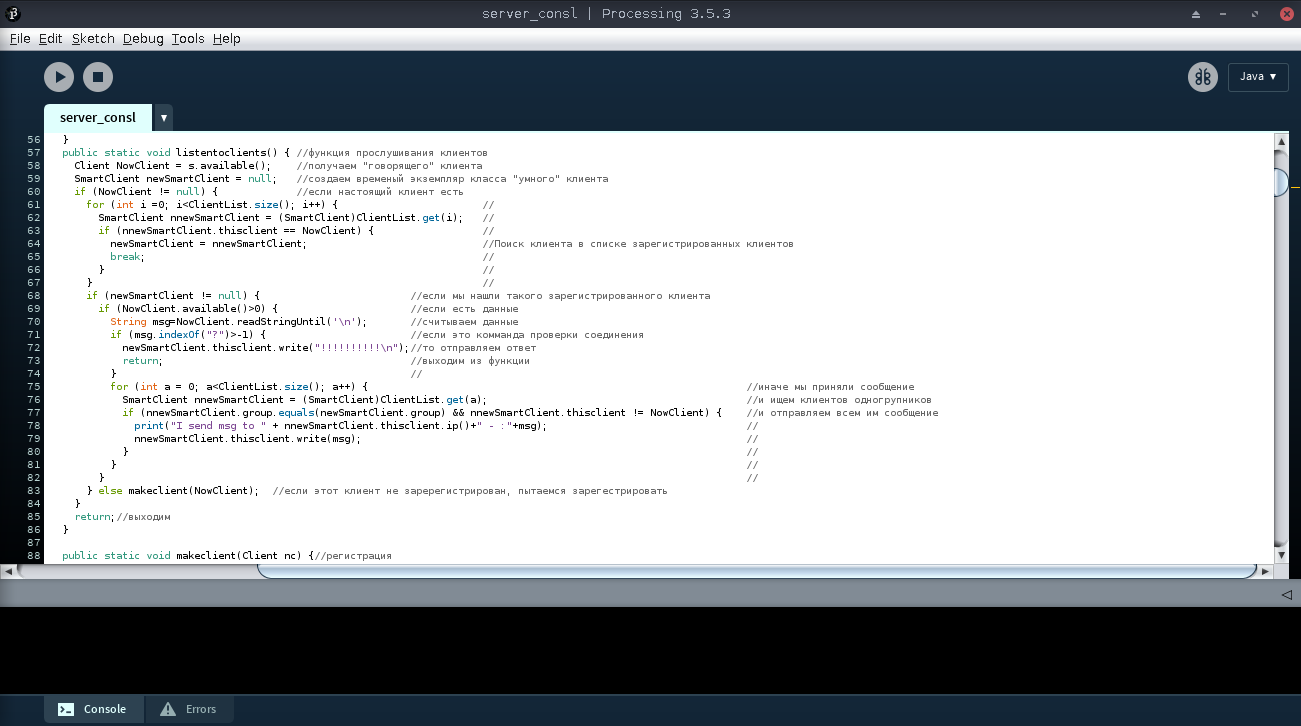 server_consl | Processing 3.5.3
File Edit Sketch Debug Tools Help
Java ▼
server_consl ▼
56 }
57 public static void listentoclients() { //функция прослушивания клиентов
58 Client NowClient = s.available(); //получаем "говорящего" клиента
59 SmartClient newSmartClient = null; //создаем временый экземпляр класса "умного" клиента
60 if (NowClient != null) { //если настоящий клиент есть
61 for (int i =0; i<ClientList.size(); i++) { //
62 SmartClient nnewSmartClient = (SmartClient)ClientList.get(i); //
63 if (nnewSmartClient.thisclient == NowClient) { //
64 newSmartClient = nnewSmartClient; //Поиск клиента в списке зарегистрированных клиентов
65 break; //
66 } //
67 } //
68 if (newSmartClient != null) { //если мы нашли такого зарегистрированного клиента
69 if (NowClient.available()>0) { //если есть данные
70 String msg=NowClient.readStringUntil('\n'); //считываем данные
71 if (msg.indexOf("?")>-1) { //если это комманда проверки соединения
72 newSmartClient.thisclient.write("!!!!!!!!!!\n");//то отправляем ответ
73 return; //выходим из функции
74 } //
75 for (int a = 0; a<ClientList.size(); a++) { //иначе мы приняли сообщение
76 SmartClient nnewSmartClient = (SmartClient)ClientList.get(a); //и ищем клиентов одногрупников
77 if (nnewSmartClient.group.equals(newSmartClient.group) && nnewSmartClient.thisclient != NowClient) { //и отправляем всем им сообщение
78 print("I send msg to " + nnewSmartClient.thisclient.ip()+" - :"+msg); //
79 nnewSmartClient.thisclient.write(msg); //
80 } //
81 } //
82 } //
83 } else makeclient(NowClient); //если этот клиент не заререгистрирован, пытаемся зарегестрировать
84 }
85 return;//выходим
86 }
87
88 public static void makeclient(Client nc) {//регистрация
Console Errors